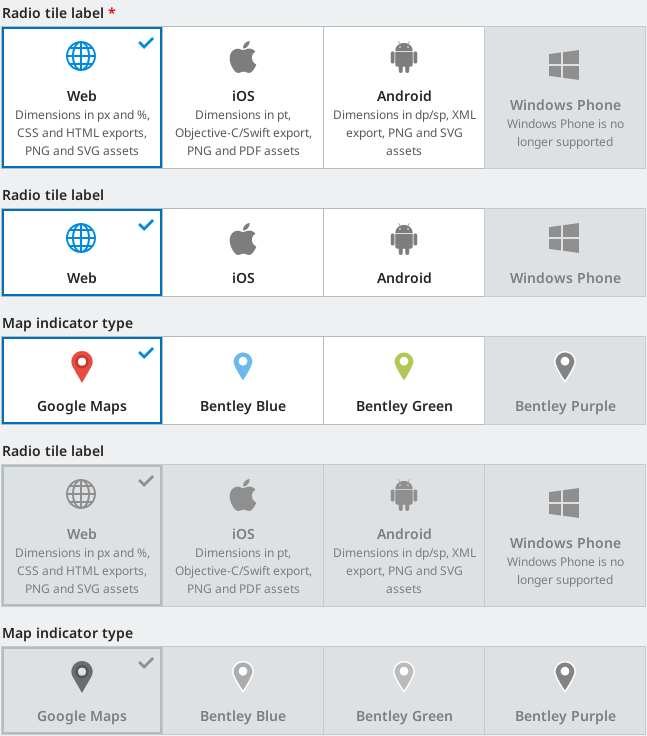 Radio tile label *
Web
Dimensions in px and %,
CSS and HTML exports,
PNG and SVG assets
iOS
Dimensions in pt,
Objective-C/Swift export,
PNG and PDF assets
Android
Dimensions in dp/sp, XML
export, PNG and SVG
assets
Windows Phone
Windows Phone is no
longer supported
Radio tile label
Web
iOS
Android
Windows Phone
Map indicator type
Google Maps
Bentley Blue
Bentley Green
Bentley Purple
Radio tile label
Web
Dimensions in px and %,
CSS and HTML exports,
PNG and SVG assets
iOS
Dimensions in pt,
Objective-C/Swift export,
PNG and PDF assets
Android
Dimensions in dp/sp, XML
export, PNG and SVG
assets
Windows Phone
Windows Phone is no
longer supported
Map indicator type
Google Maps
Bentley Blue
Bentley Green
Bentley Purple